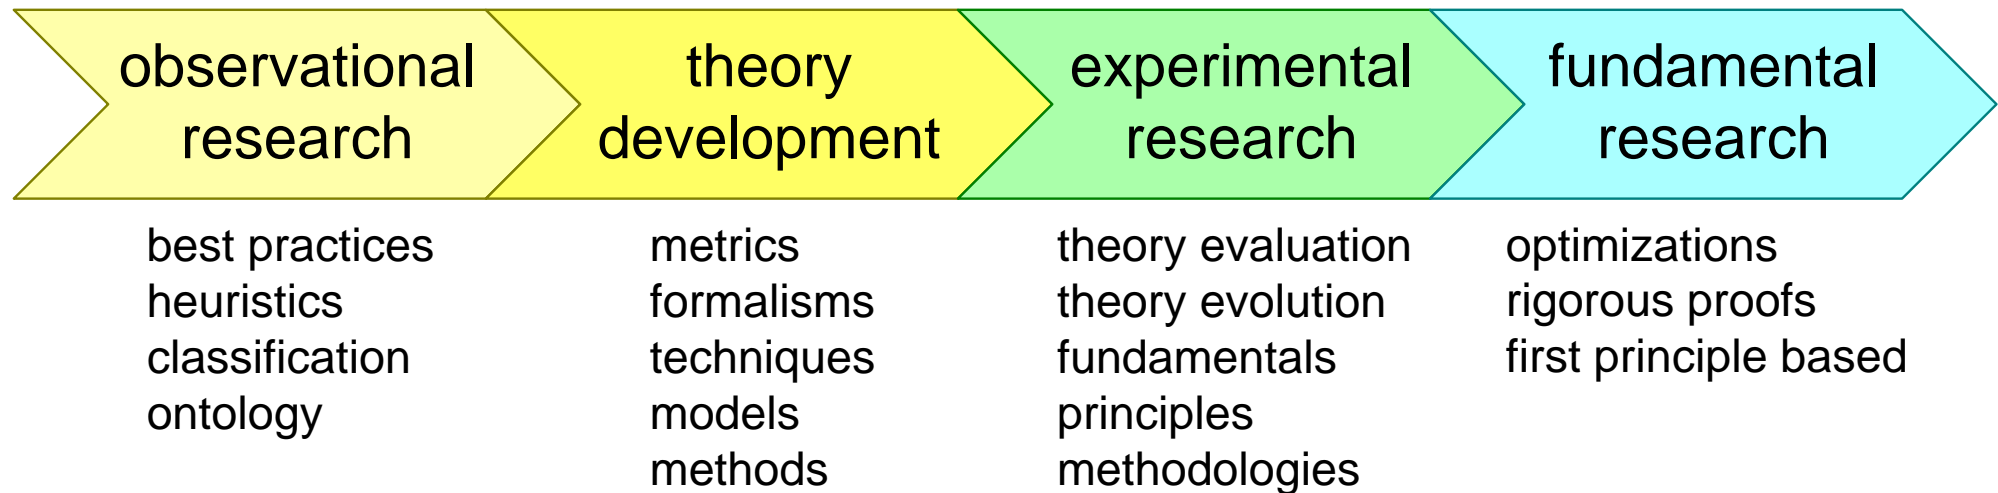 observational
research
theory
development
experimental
research
fundamental
research
best practices
heuristics
classification
ontology
metrics
formalisms
techniques
models
methods
theory evaluation
theory evolution
fundamentals
principles
methodologies
optimizations
rigorous proofs
first principle based